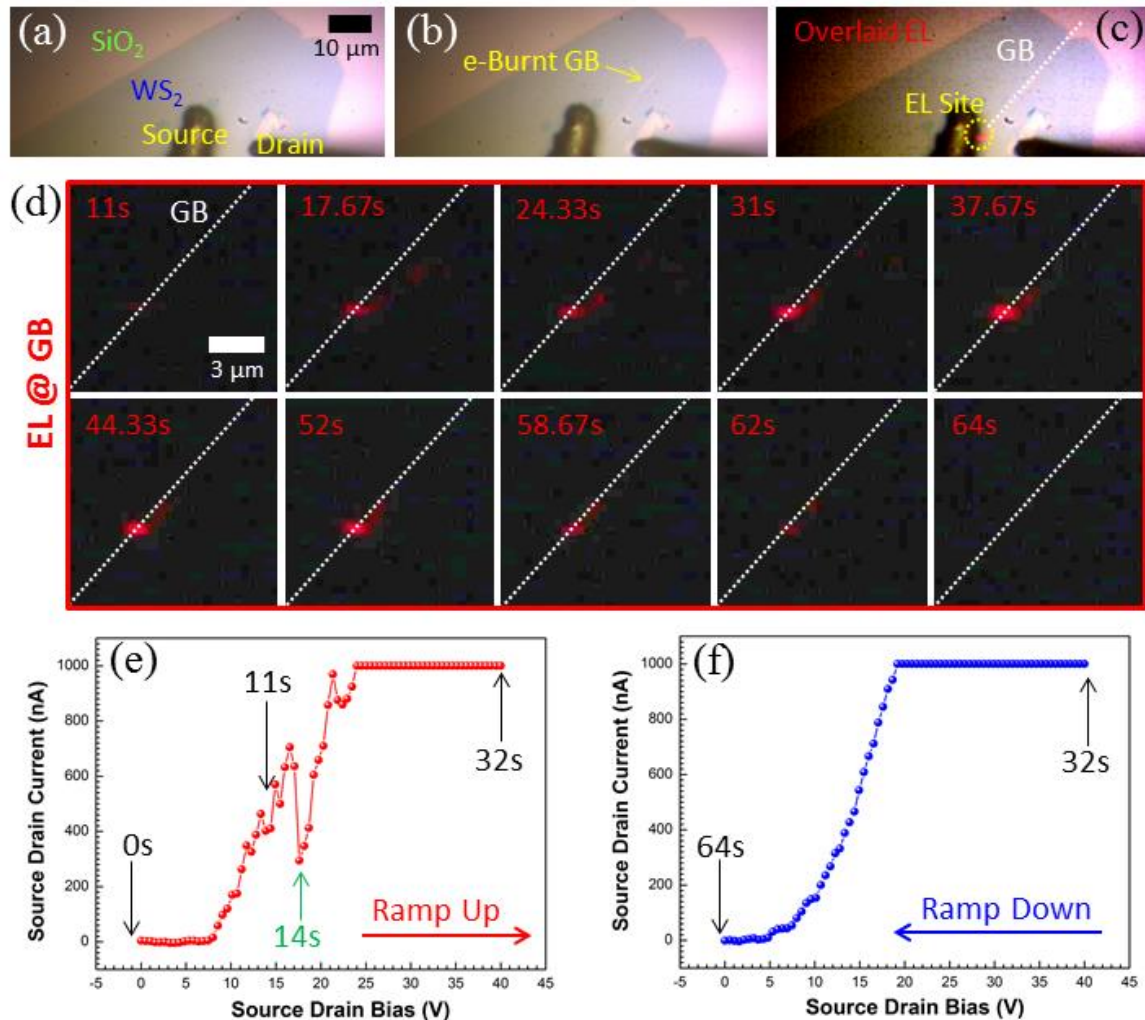 (a)
SiO₂
10 µm
WS₂
Source
Drain
(b)
e-Burnt GB
Overlaid EL
(c)
GB
EL Site
(d)
EL @ GB
11s
GB
3 µm
17.67s
24.33s
31s
37.67s
44.33s
52s
58.67s
62s
64s
(e)
1000
800
600
400
200
0
Source Drain Current (nA)
0s
11s
14s
32s
Ramp Up
-5 0 5 10 15 20 25 30 35 40 45
Source Drain Bias (V)
(f)
1000
800
600
400
200
0
Source Drain Current (nA)
64s
32s
Ramp Down
-5 0 5 10 15 20 25 30 35 40 45
Source Drain Bias (V)